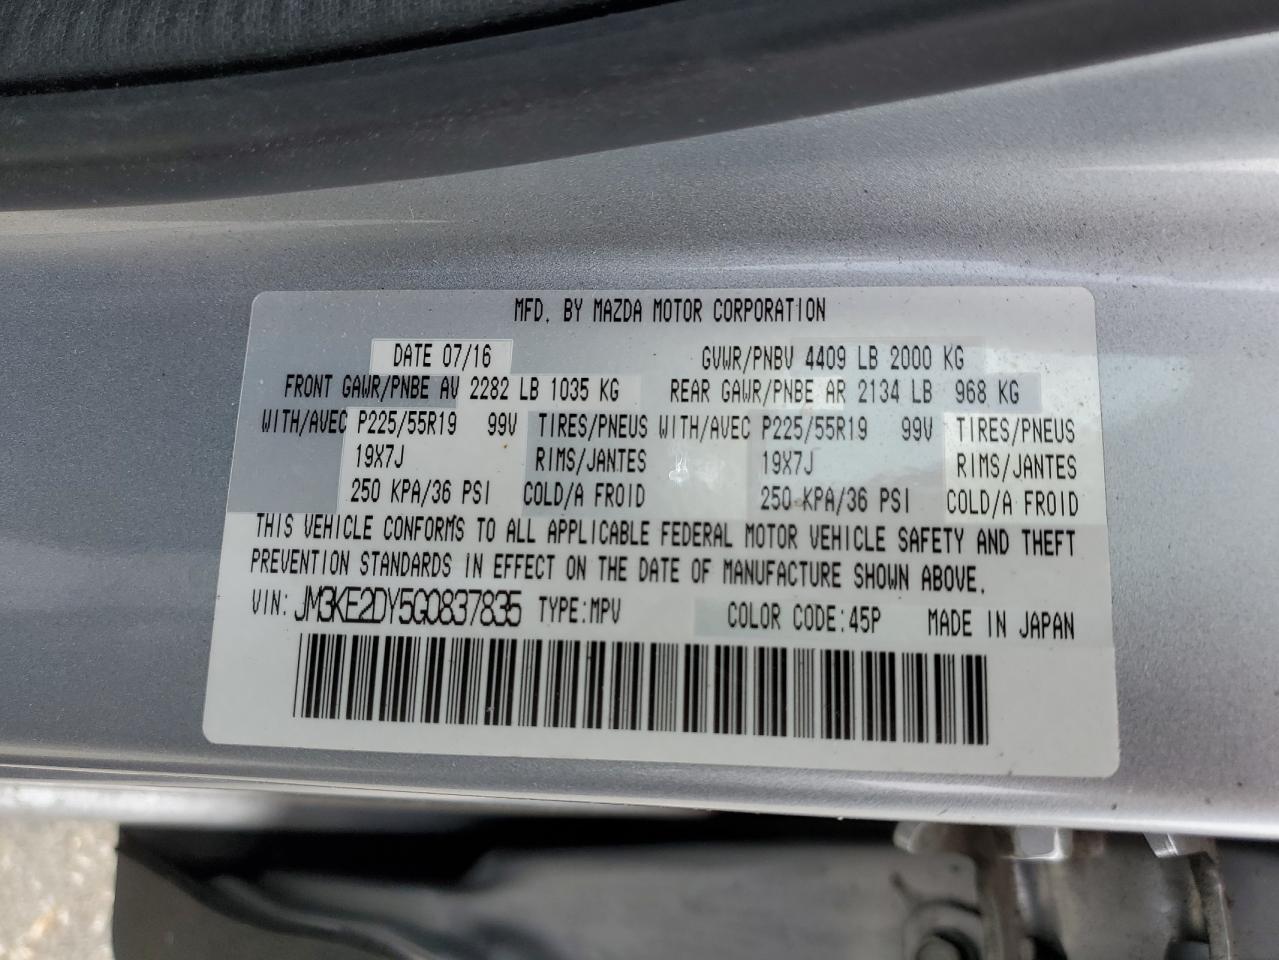 MFD. BY MAZDA MOTOR CORPORATION
DATE 07/16 GVWR/PNBV 4409 LB 2000 KG
FRONT GAWR/PNBE AV 2282 LB 1035 KG REAR GAWR/PNBE AR 2134 LB 968 KG
WITH/AVEC P225/55R19 99V TIRES/PNEUS WITH/AVEC P225/55R19 99V TIRES/PNEUS
19X7J RIMS/JANTES 19X7J RIMS/JANTES
250 KPA/36 PSI COLD/A FROID 250 KPA/36 PSI COLD/A FROID
THIS VEHICLE CONFORMS TO ALL APPLICABLE FEDERAL MOTOR VEHICLE SAFETY AND THEFT
PREVENTION STANDARDS IN EFFECT ON THE DATE OF MANUFACTURE SHOWN ABOVE.
VIN: JM3KE2DY5G0837835 TYPE:MPV COLOR CODE:45P MADE IN JAPAN